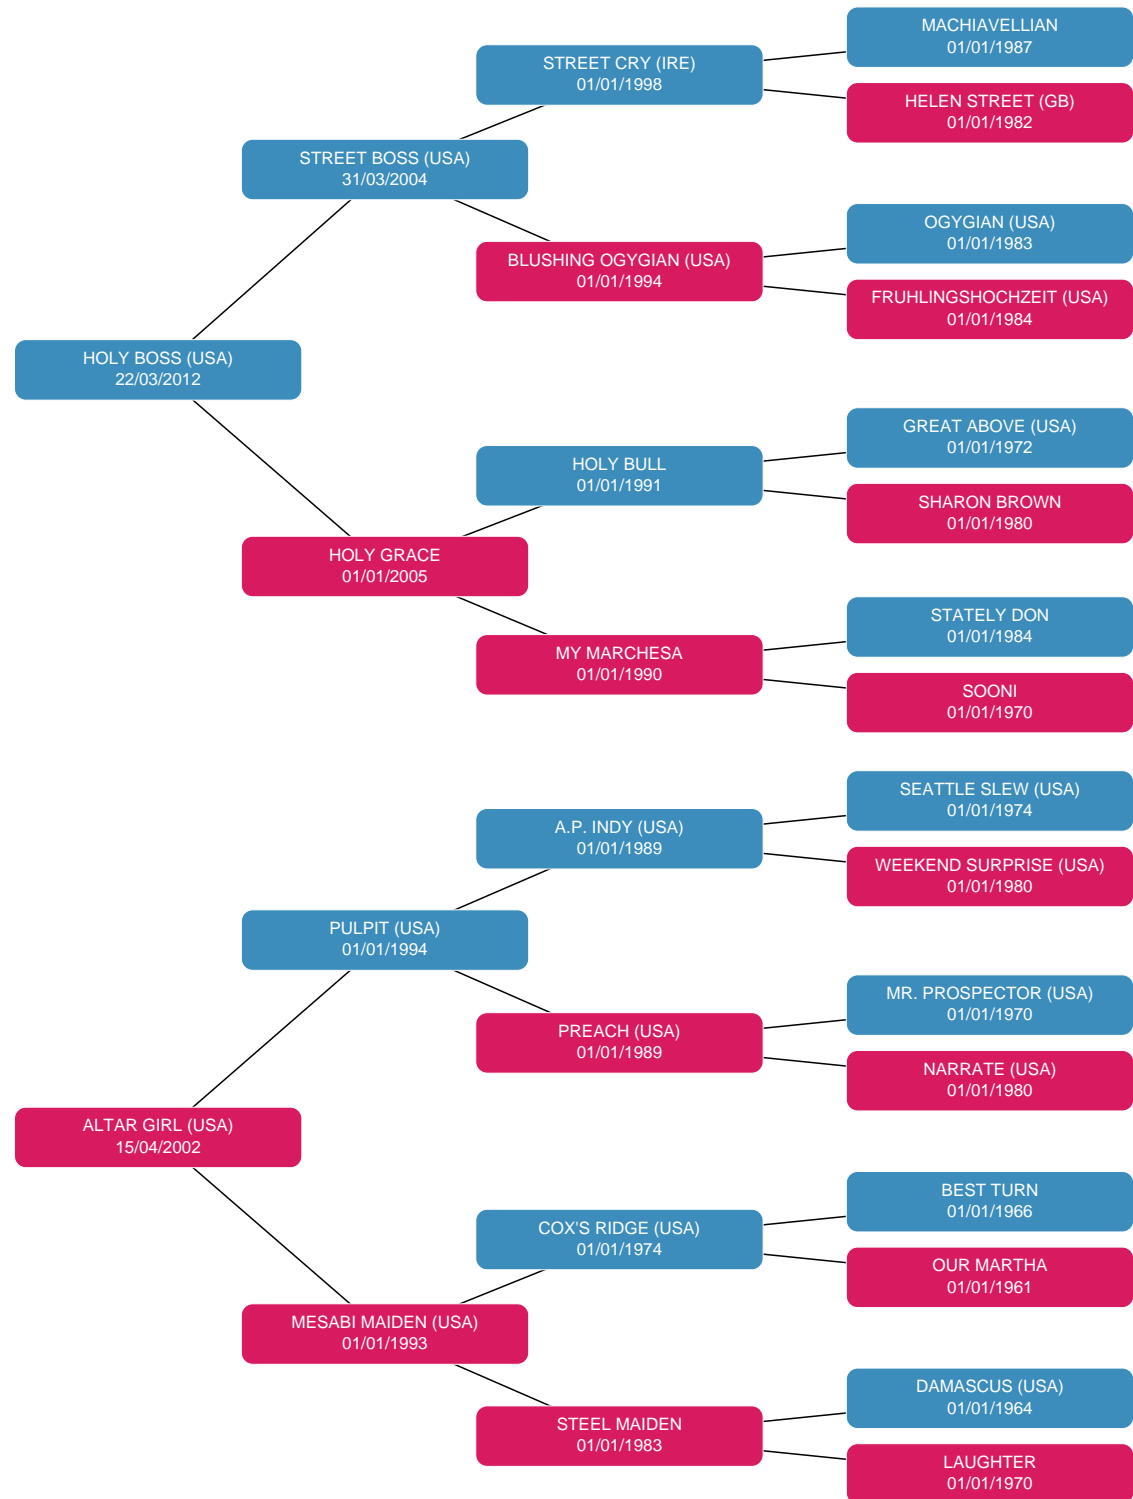 MACHIAVELLIAN
01/01/1987
STREET CRY (IRE)
01/01/1998
HELEN STREET (GB)
01/01/1982
STREET BOSS (USA)
31/03/2004
OGYGIAN (USA)
01/01/1983
BLUSHING OGYGIAN (USA)
01/01/1994
FRUHLINGSHOCHZEIT (USA)
01/01/1984
HOLY BOSS (USA)
22/03/2012
GREAT ABOVE (USA)
01/01/1972
HOLY BULL
01/01/1991
SHARON BROWN
01/01/1980
HOLY GRACE
01/01/2005
STATELY DON
01/01/1984
MY MARCHESA
01/01/1990
SOONI
01/01/1970
SEATTLE SLEW (USA)
01/01/1974
A.P. INDY (USA)
01/01/1989
WEEKEND SURPRISE (USA)
01/01/1980
PULPIT (USA)
01/01/1994
MR. PROSPECTOR (USA)
01/01/1970
PREACH (USA)
01/01/1989
NARRATE (USA)
01/01/1980
ALTAR GIRL (USA)
15/04/2002
BEST TURN
01/01/1966
COX'S RIDGE (USA)
01/01/1974
OUR MARTHA
01/01/1961
MESABI MAIDEN (USA)
01/01/1993
DAMASCUS (USA)
01/01/1964
STEEL MAIDEN
01/01/1983
LAUGHTER
01/01/1970